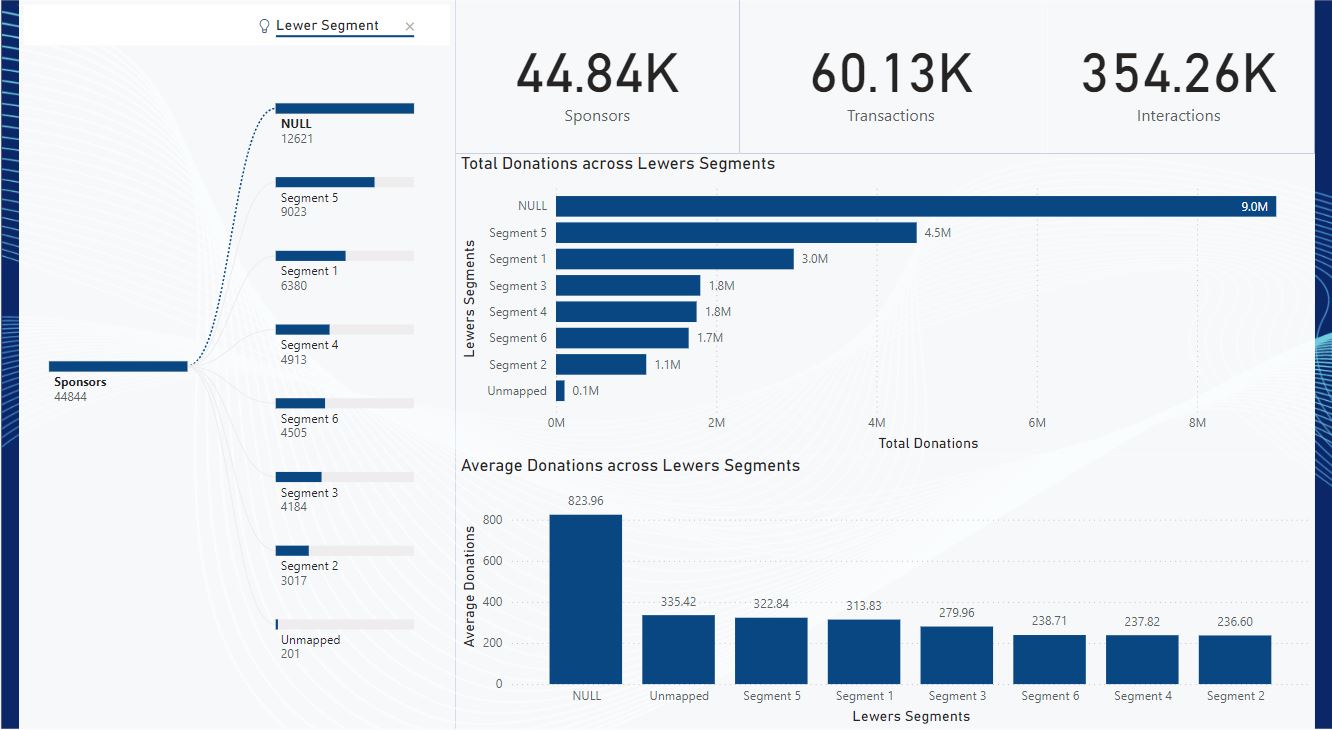 Lewer Segment
NULL
12621
Segment 5
9023
Segment 1
6380
Segment 4
4913
Sponsors
44844
Segment 6
4505
Segment 3
4184
Segment 2
3017
Unmapped
201
44.84K
Sponsors
60.13K
Transactions
354.26K
Interactions
Total Donations across Lewers Segments
Lewers Segments
NULL 9.0M
Segment 5 4.5M
Segment 1 3.0M
Segment 3 1.8M
Segment 4 1.8M
Segment 6 1.7M
Segment 2 1.1M
Unmapped 0.1M
0M 2M 4M 6M 8M
Total Donations
Average Donations across Lewers Segments
Average Donations
800
600
400
200
0
823.96 335.42 322.84 313.83 279.96 238.71 237.82 236.60
NULL Unmapped Segment 5 Segment 1 Segment 3 Segment 6 Segment 4 Segment 2
Lewers Segments